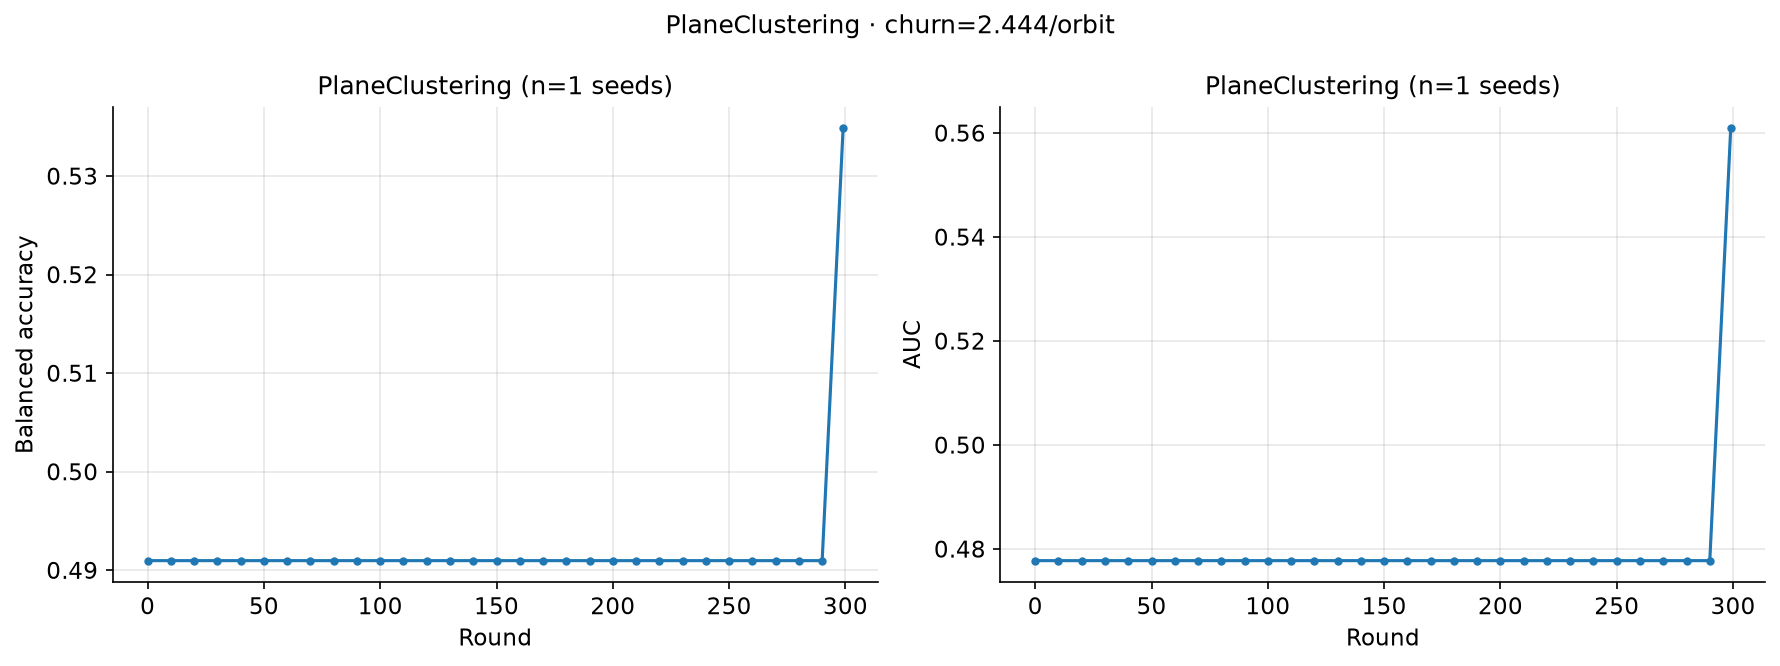 PlaneClustering · churn=2.444/orbit
PlaneClustering (n=1 seeds)
Balanced accuracy
0.53
0.52
0.51
0.50
0.49
0 50 100 150 200 250 300
Round
PlaneClustering (n=1 seeds)
AUC
0.56
0.54
0.52
0.50
0.48
0 50 100 150 200 250 300
Round